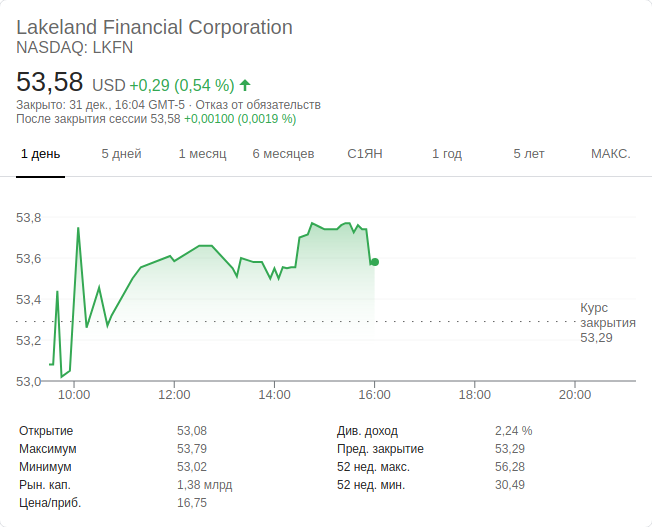 Lakeland Financial Corporation
NASDAQ: LKFN
53,58 USD +0,29 (0,54 %)
Закрыто: 31 дек., 16:04 GMT-5 · Отказ от обязательств
После закрытия сессии 53,58 +0,00100 (0,0019 %)
1 день 5 дней 1 месяц 6 месяцев С1ЯН 1 год 5 лет МАКС.
53,8
53,6
53,4
Курс
закрытия
53,29
53,2
53,0
10:00 12:00 14:00 16:00 18:00 20:00
Открытие 53,08 Див. доход 2,24 %
Максимум 53,79 Пред. закрытие 53,29
Минимум 53,02 52 нед. макс. 56,28
Рын. кап. 1,38 млрд 52 нед. мин. 30,49
Цена/приб. 16,75